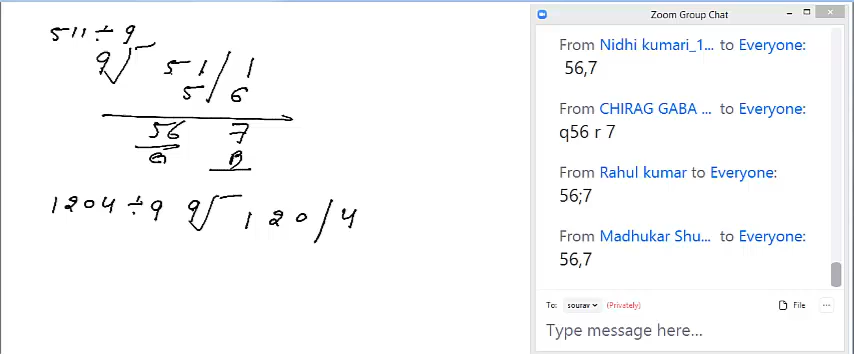 511 ÷ 9
9√ 5 1 / 1
5 / 6
56 7
Q R
1204 ÷ 9 9√ 1 2 0 / 4
Zoom Group Chat
From Nidhi kumari_1... to Everyone:
56,7
From CHIRAG GABA ... to Everyone:
q56 r 7
From Rahul kumar to Everyone:
56;7
From Madhukar Shu... to Everyone:
56,7
To: sourav (Privately) File ...
Type message here...